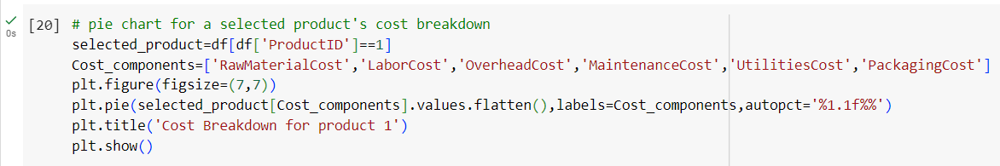 [20] # pie chart for a selected product's cost breakdown
selected_product=df[df['ProductID']==1]
Cost_components=['RawMaterialCost','LaborCost','OverheadCost','MaintenanceCost','UtilitiesCost','PackagingCost']
plt.figure(figsize=(7,7))
plt.pie(selected_product[Cost_components].values.flatten(),labels=Cost_components,autopct='%1.1f%%')
plt.title('Cost Breakdown for product 1')
plt.show()
0s